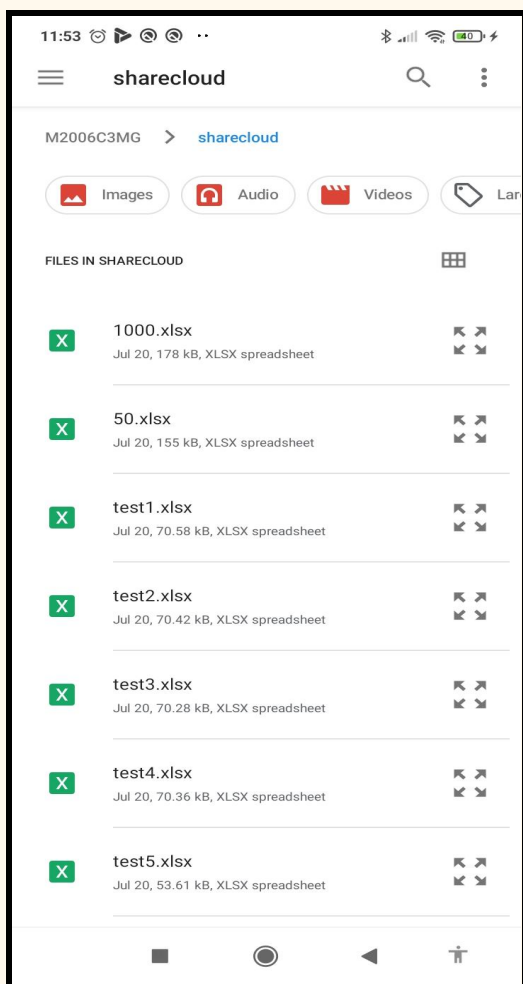 11:53
40
sharecloud
M2006C3MG > sharecloud
Images Audio Videos Lar
FILES IN SHARECLOUD
1000.xlsx
Jul 20, 178 kB, XLSX spreadsheet
50.xlsx
Jul 20, 155 kB, XLSX spreadsheet
test1.xlsx
Jul 20, 70.58 kB, XLSX spreadsheet
test2.xlsx
Jul 20, 70.42 kB, XLSX spreadsheet
test3.xlsx
Jul 20, 70.28 kB, XLSX spreadsheet
test4.xlsx
Jul 20, 70.36 kB, XLSX spreadsheet
test5.xlsx
Jul 20, 53.61 kB, XLSX spreadsheet